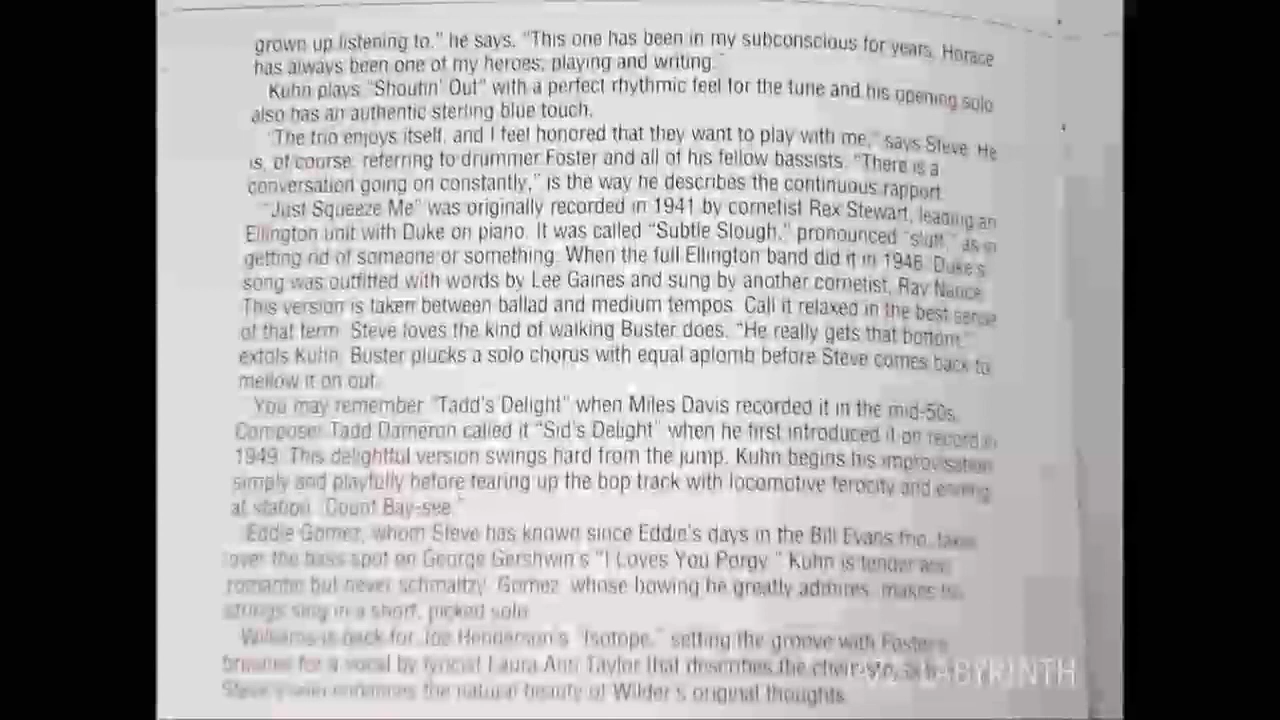 grown up listening to," he says. "This one has been in my subconscious for years. Horace
has always been one of my heroes, playing and writing."
Kuhn plays "Shoutin' Out" with a perfect rhythmic feel for the tune and his opening solo
also has an authentic sterling blue touch.
"The trio enjoys itself, and I feel honored that they want to play with me," says Steve. He
is, of course, referring to drummer Foster and all of his fellow bassists. "There is a
conversation going on constantly," is the way he describes the continuous rapport.
"Just Squeeze Me" was originally recorded in 1941 by cornetist Rex Stewart, leading an
Ellington unit with Duke on piano. It was called "Subtle Slough," pronounced "sluff," as in
getting rid of someone or something. When the full Ellington band did it in 1946, Duke's
song was outfitted with words by Lee Gaines and sung by another cornetist, Ray Nance.
This version is taken between ballad and medium tempos. Call it relaxed in the best sense
of that term. Steve loves the kind of walking Buster does. "He really gets that bottom,"
extols Kuhn. Buster plucks a solo chorus with equal aplomb before Steve comes back to
mellow it on out.
You may remember "Tadd's Delight" when Miles Davis recorded it in the mid-50s.
Composer Tadd Dameron called it "Sid's Delight" when he first introduced it on record in
1949. This delightful version swings hard from the jump. Kuhn begins his improvisation
simply and playfully before tearing up the bop track with locomotive ferocity and ending
at station "Count Bay-see."
Eddie Gomez, whom Steve has known since Eddie's days in the Bill Evans trio, takes
over the bass spot on George Gershwin's "I Loves You Porgy." Kuhn is tender and
romantic but never schmaltzy. Gomez, whose bowing he greatly admires, makes his
strings sing in a short, picked solo.
Williams is back for Joe Henderson's "Isotope," setting the groove with Foster's
for a vocal by lyricist Laura Ann Taylor that describes the
Steve's enhances the natural beauty of Wilder's original thoughts.
LABYRINTH